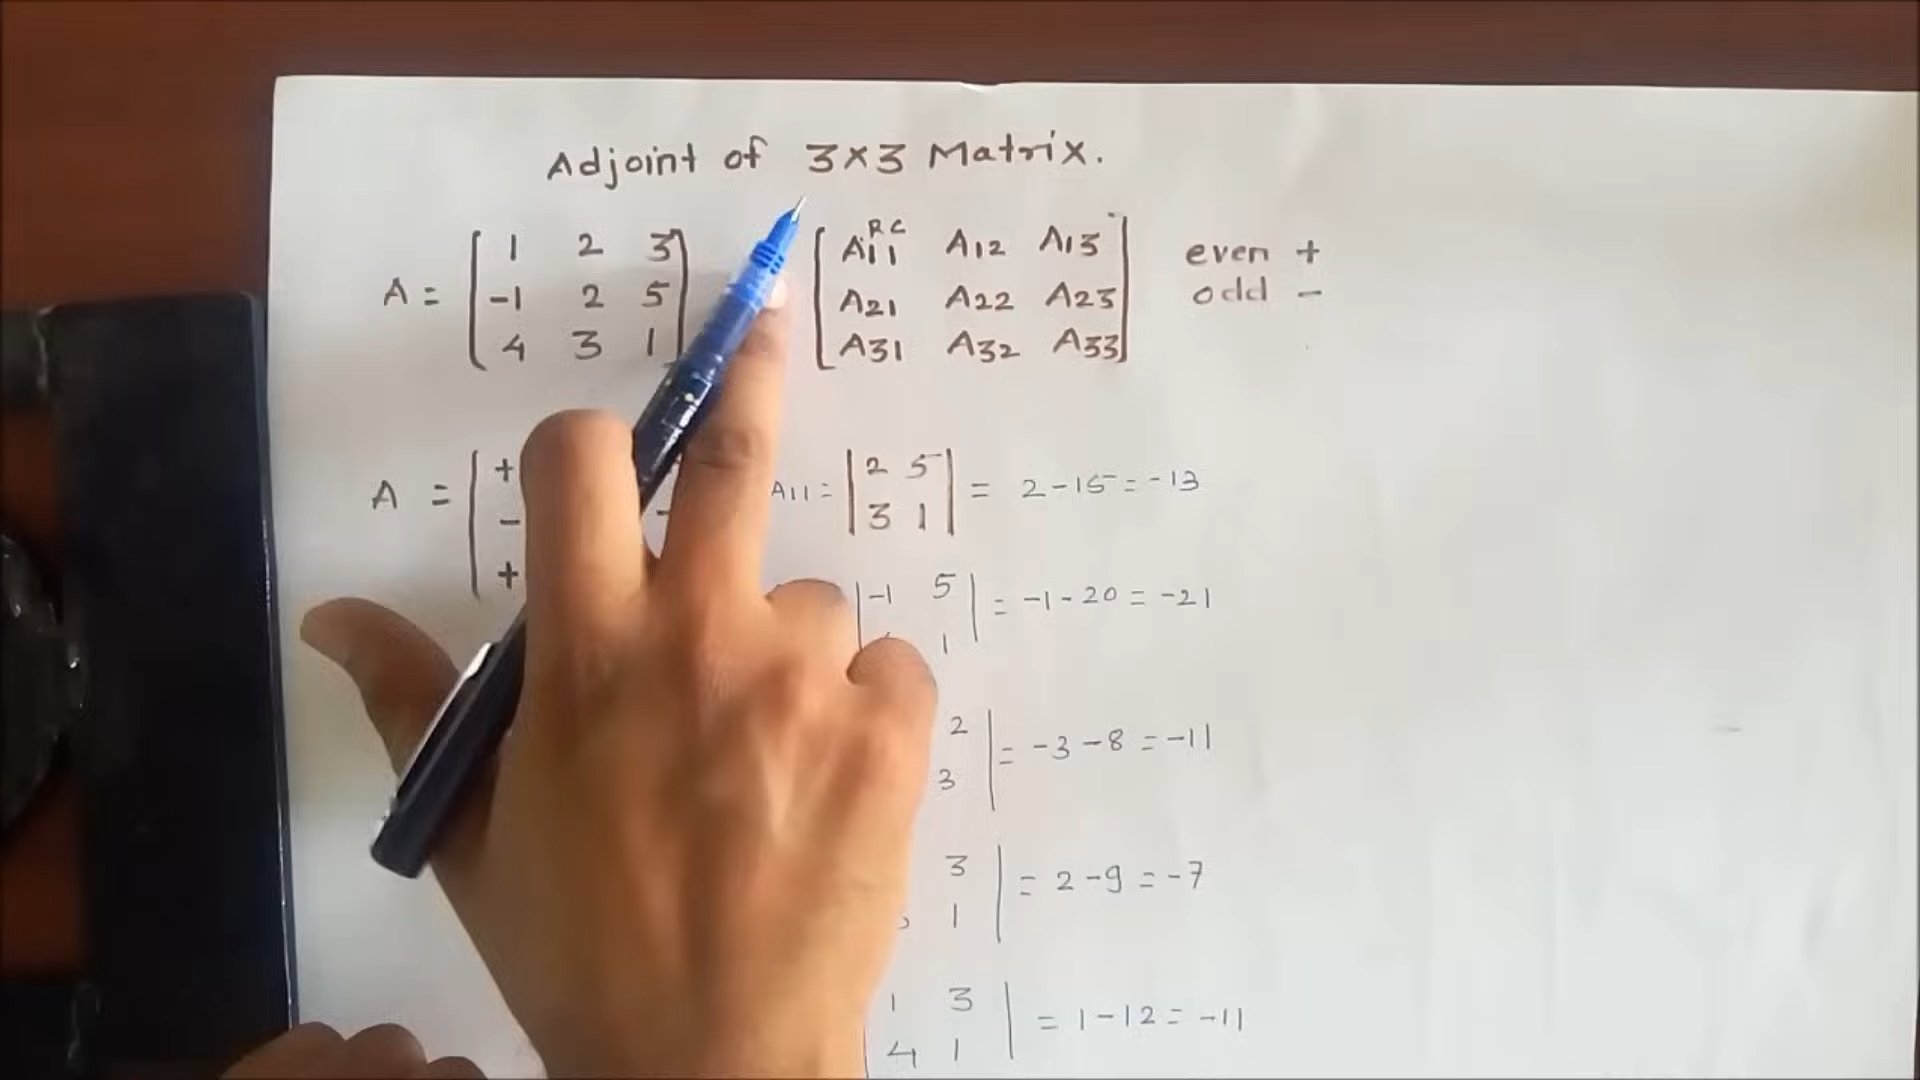 Adjoint of 3×3 Matrix.
A = [ 1 2 3 ] [ A11 A12 A13 ] even +
R C
-1 2 5 A21 A22 A23 odd -
4 3 1 A31 A32 A33
A = +
-
+
-
A11 = | 2 5 | = 2 - 15 = -13
3 1
| -1 5 | = -1 - 20 = -21
1
2 | = -3 - 8 = -11
3
3 | = 2 - 9 = -7
1
1 3 | = 1 - 12 = -11
4 1